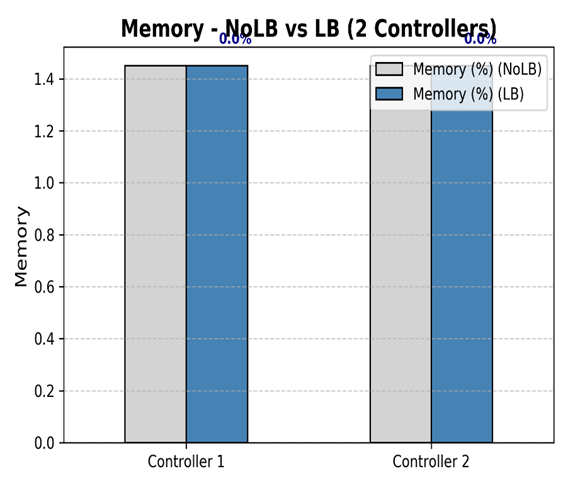 Memory - NoLB vs LB (2 Controllers)
0.0%
0.0%
Memory (%) (NoLB)
Memory (%) (LB)
Memory
1.4
1.2
1.0
0.8
0.6
0.4
0.2
0.0
Controller 1
Controller 2